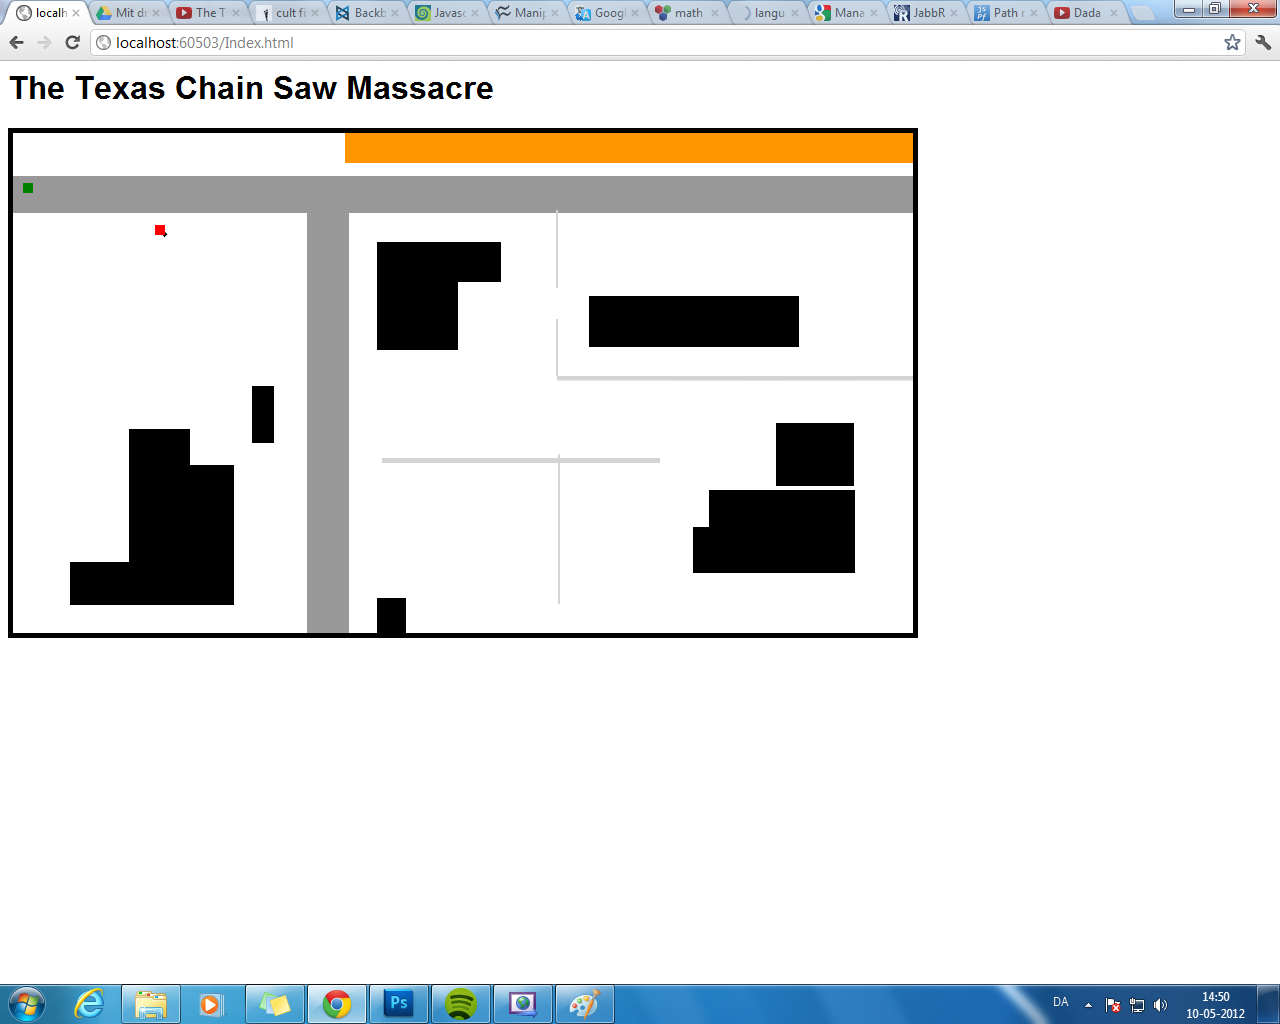 localh
Mit dr
The T
cult fi
Backb
Javasc
Manip
Googl
math
langu
Mana
JabbR
Path r
Dada
localhost:60503/Index.html
The Texas Chain Saw Massacre
Ps
DA
14:50
10-05-2012